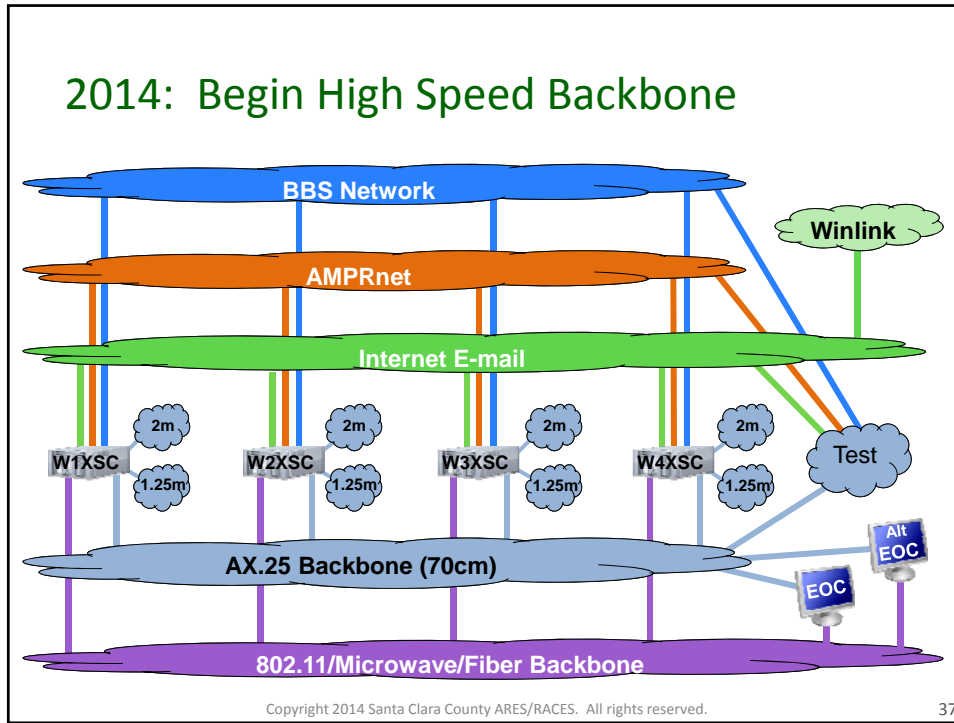 2014: Begin High Speed Backbone
BBS Network
Winlink
AMPRnet
Internet E-mail
2m
2m
2m
2m
W1XSC
W2XSC
W3XSC
W4XSC
Test
1.25m
1.25m
1.25m
1.25m
Alt
EOC
AX.25 Backbone (70cm)
EOC
802.11/Microwave/Fiber Backbone
Copyright 2014 Santa Clara County ARES/RACES. All rights reserved.
37